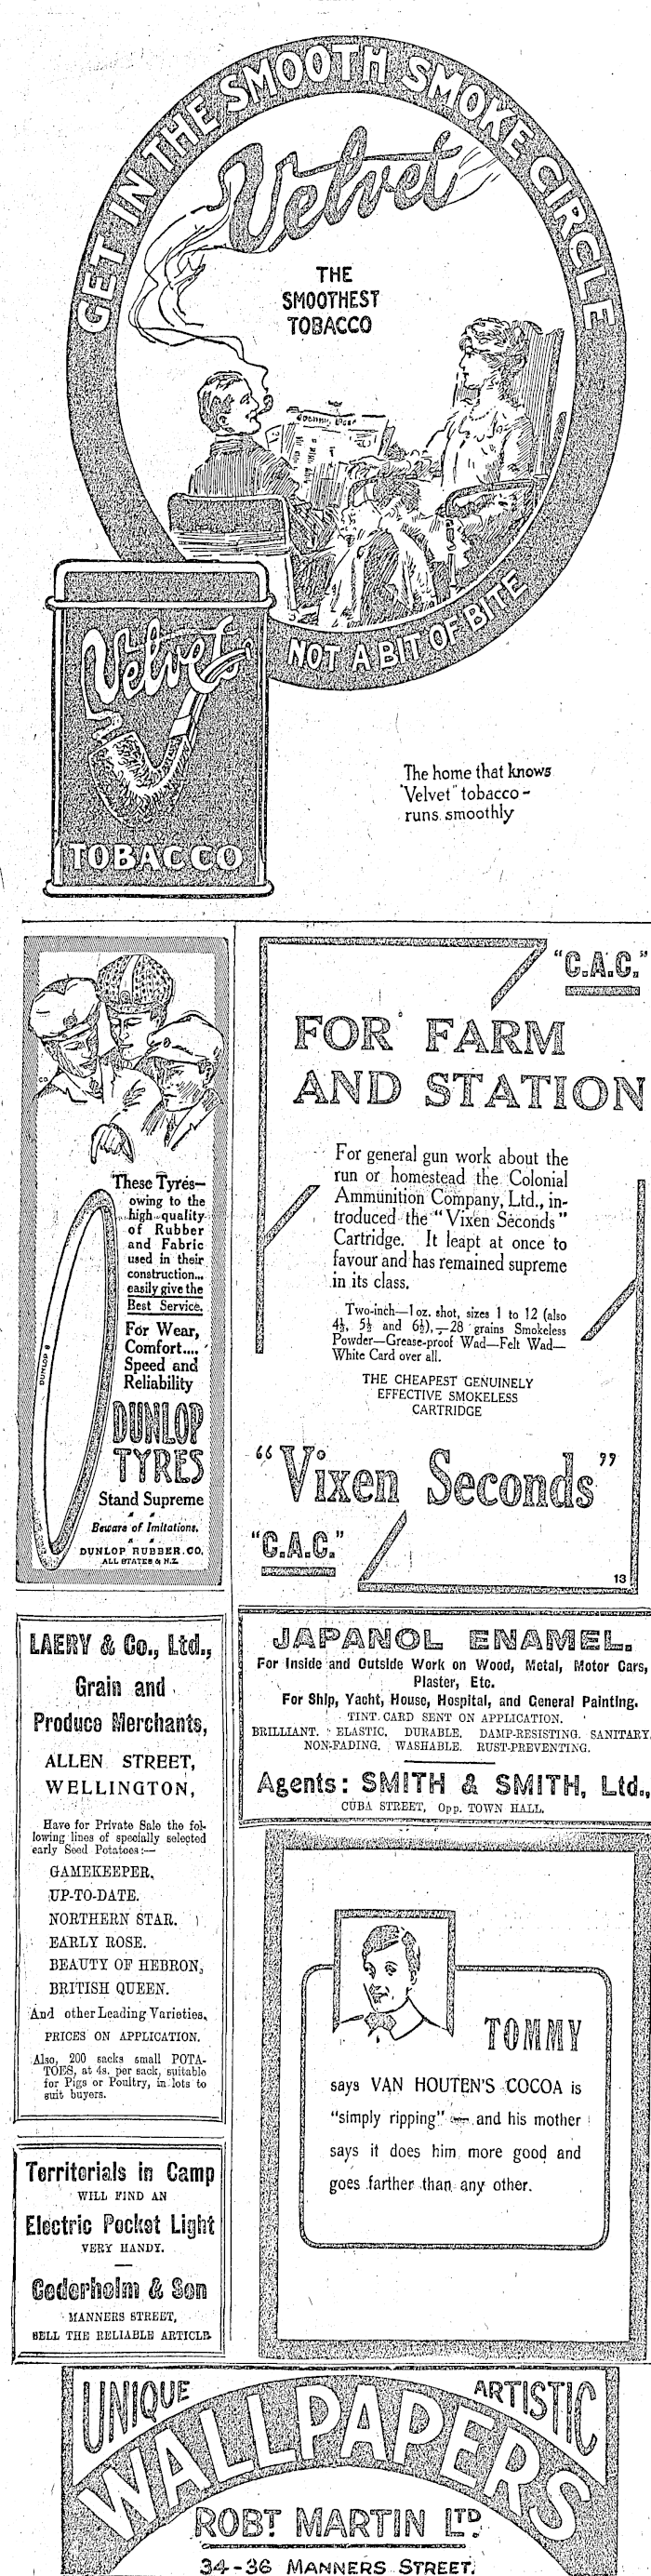 GET IN THE SMOOTH SMOKE CIRCLE
Velvet
THE
SMOOTHEST
TOBACCO
NOT A BIT OF BITE
Velvet
TOBACCO
The home that knows
"Velvet" tobacco-
runs smoothly
These Tyres—
owing to the
high quality
of Rubber
and Fabric
used in their
construction...
easily give the
Best Service.
For Wear,
Comfort....
Speed and
Reliability
DUNLOP
DUNLOP
TYRES
Stand Supreme
Beware of Imitations.
DUNLOP RUBBER CO.
ALL STATES & N.Z.
"C.A.C."
FOR FARM
AND STATION
For general gun work about the
run or homestead the Colonial
Ammunition Company, Ltd., in-
troduced the "Vixen Seconds"
Cartridge. It leapt at once to
favour and has remained supreme
in its class.
Two-inch—1 oz. shot, sizes 1 to 12 (also
4½, 5½ and 6½),—28 grains Smokeless
Powder—Grease-proof Wad—Felt Wad—
White Card over all.
THE CHEAPEST GENUINELY
EFFECTIVE SMOKELESS
CARTRIDGE
"Vixen Seconds"
"C.A.C."
13
LAERY & Co., Ltd.,
Grain and
Produce Merchants,
ALLEN STREET,
WELLINGTON,
Have for Private Sale the fol-
lowing lines of specially selected
early Seed Potatoes:—
GAMEKEEPER.
UP-TO-DATE.
NORTHERN STAR.
EARLY ROSE.
BEAUTY OF HEBRON.
BRITISH QUEEN.
And other Leading Varieties.
PRICES ON APPLICATION.
Also, 200 sacks small POTA-
TOES, at 4s. per sack, suitable
for Pigs or Poultry, in lots to
suit buyers.
JAPANOL ENAMEL.
For Inside and Outside Work on Wood, Metal, Motor Cars,
Plaster, Etc.
For Ship, Yacht, House, Hospital, and General Painting.
TINT CARD SENT ON APPLICATION.
BRILLIANT. ELASTIC. DURABLE. DAMP-RESISTING. SANITARY.
NON-FADING. WASHABLE. RUST-PREVENTING.
Agents: SMITH & SMITH, Ltd.,
CUBA STREET, Opp. TOWN HALL.
TOMMY
says VAN HOUTEN'S COCOA is
"simply ripping" — and his mother
says it does him more good and
goes farther than any other.
Territorials in Camp
WILL FIND AN
Electric Pocket Light
VERY HANDY.
Cederholm & Son
MANNERS STREET,
SELL THE RELIABLE ARTICLE.
UNIQUE ARTISTIC
WALLPAPERS
ROBT MARTIN LTD.
34-36 MANNERS STREET.